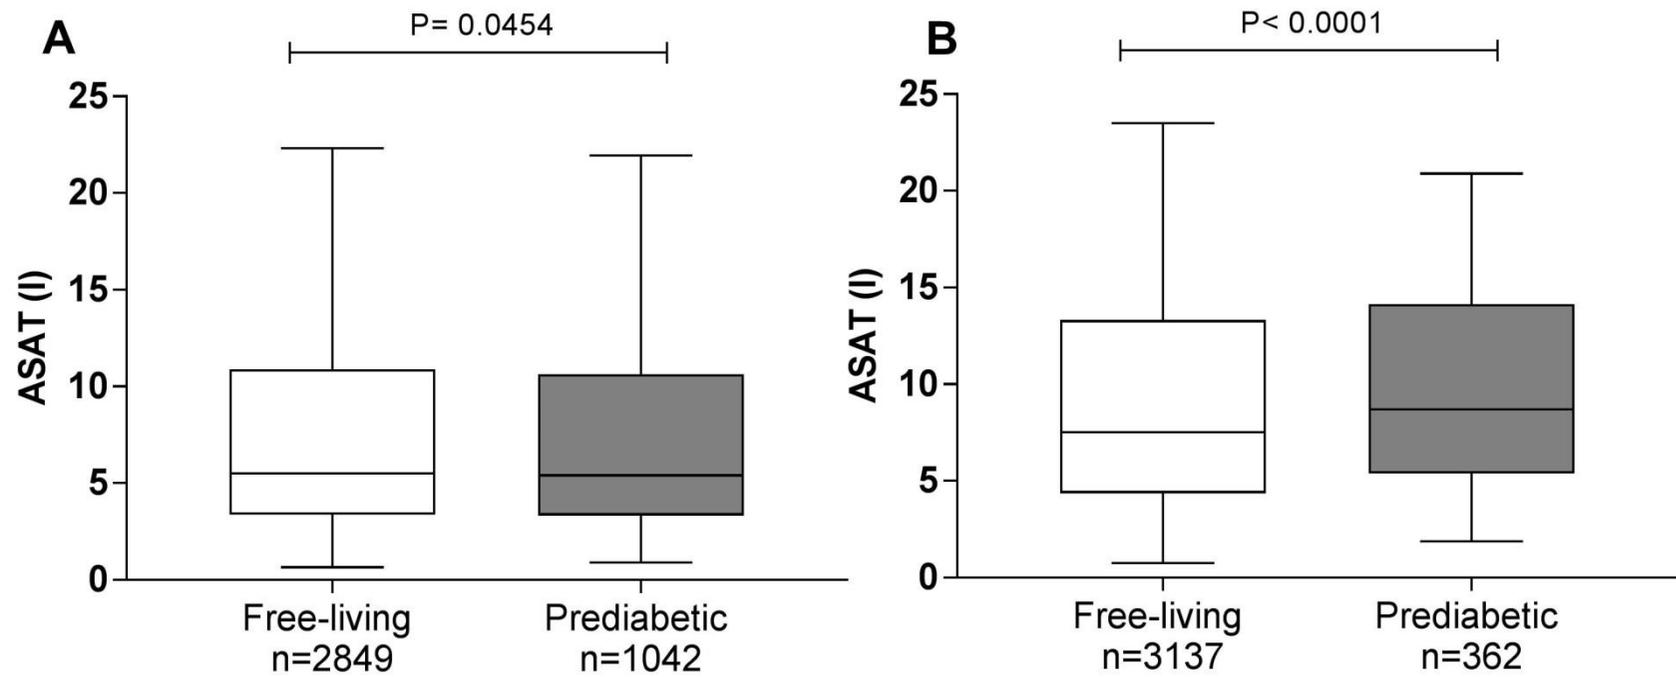 A
P= 0.0454
25
20
15
10
5
0
ASAT (l)
Free-living
n=2849
Prediabetic
n=1042
B
P< 0.0001
25
20
15
10
5
0
ASAT (l)
Free-living
n=3137
Prediabetic
n=362